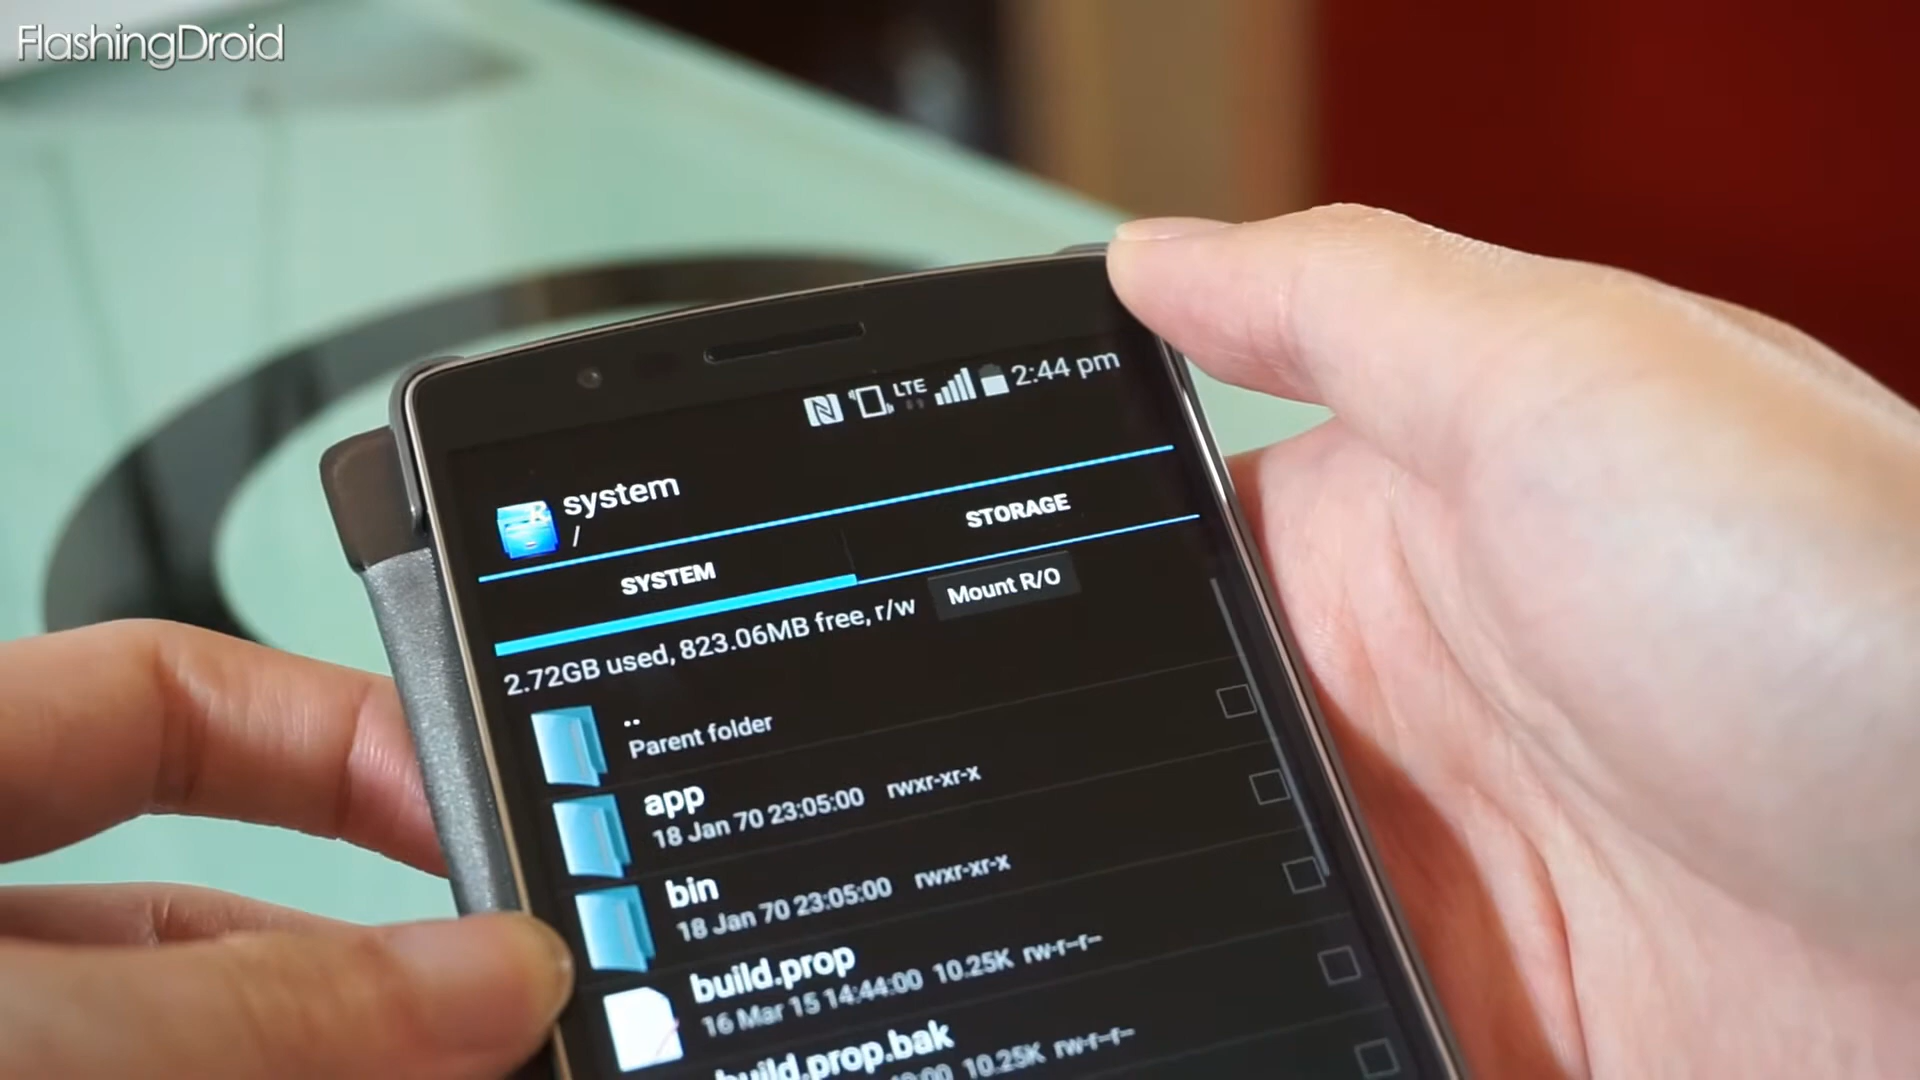 FlashingDroid
LTE 2:44 pm
system
/
SYSTEM STORAGE
2.72GB used, 823.06MB free, r/w Mount R/O
..
Parent folder
app
18 Jan 70 23:05:00 rwxr-xr-x
bin
18 Jan 70 23:05:00 rwxr-xr-x
build.prop
16 Mar 15 14:44:00 10.25K rw-r--r--
build.prop.bak
10.25K rw-r--r--